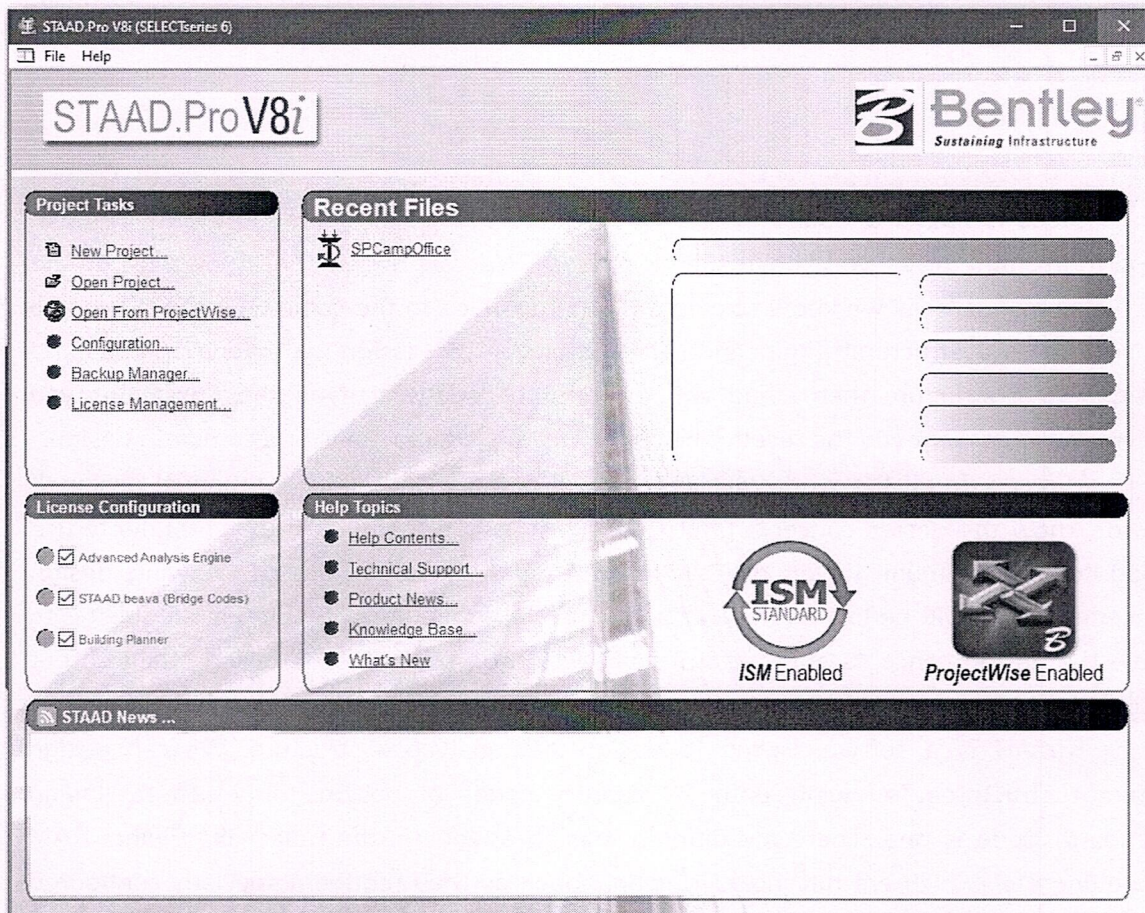 STAAD.Pro V8i (SELECTseries 6)
File Help
STAAD.Pro V8i
Bentley
Sustaining Infrastructure
Project Tasks
New Project...
Open Project...
Open From ProjectWise...
Configuration...
Backup Manager...
License Management...
Recent Files
SPCampOffice
License Configuration
Advanced Analysis Engine
STAAD.beava (Bridge Codes)
Building Planner
Help Topics
Help Contents...
Technical Support...
Product News...
Knowledge Base...
What's New
ISM
STANDARD
ISM Enabled
B
ProjectWise Enabled
STAAD News ...